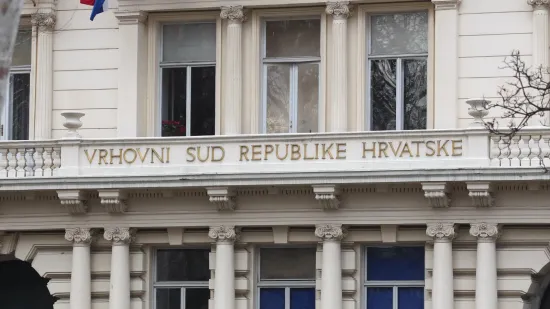 VRHOVNI SUD REPUBLIKE HRVATSKE